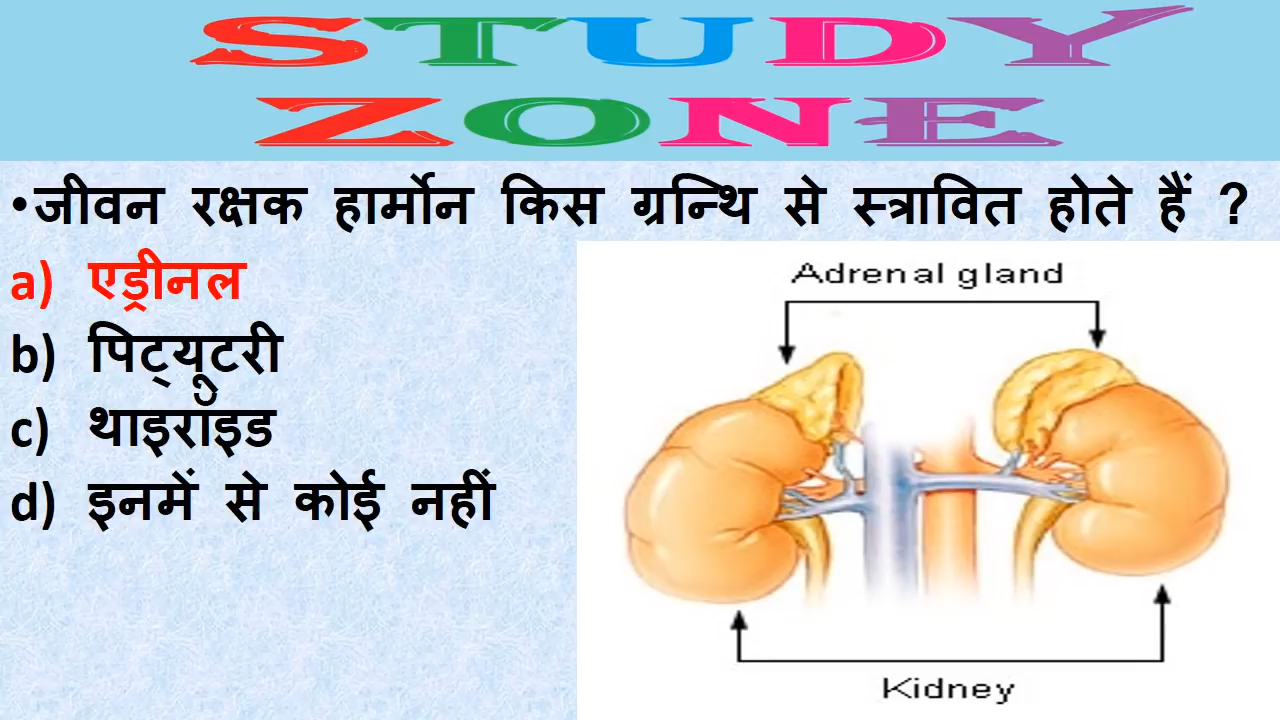 STUDY
ZONE
•जीवन रक्षक हार्मोन किस ग्रन्थि से स्त्रावित होते हैं ?
a) एड्रीनल
b) पिट्यूटरी
c) थाइरॉइड
d) इनमें से कोई नहीं
Adrenal gland
Kidney